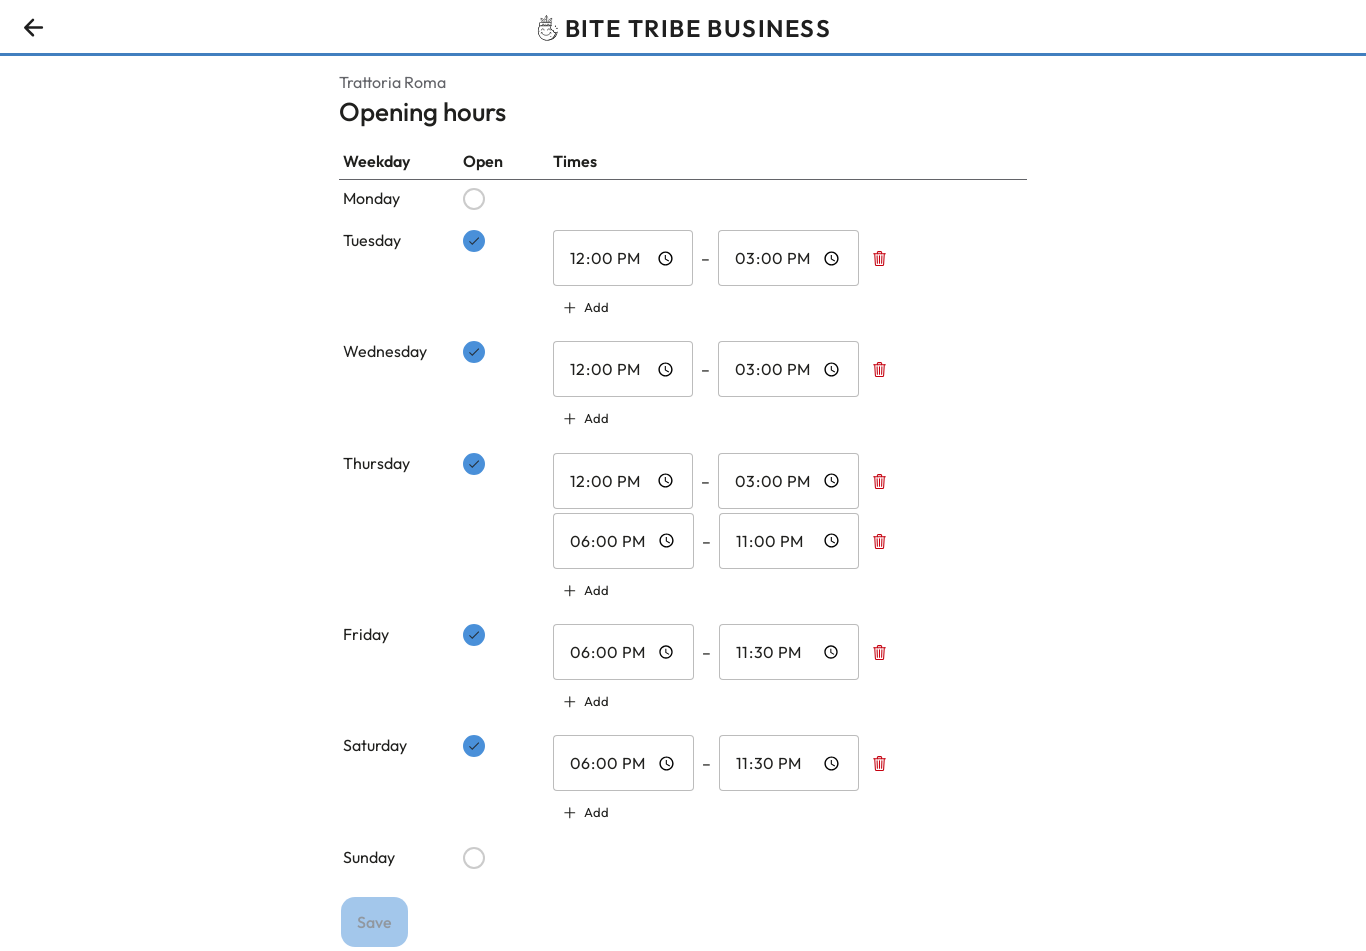 BITE TRIBE BUSINESS
Trattoria Roma
Opening hours
Weekday Open Times
Monday
Tuesday 12:00 PM – 03:00 PM
Add
Wednesday 12:00 PM – 03:00 PM
Add
Thursday 12:00 PM – 03:00 PM
06:00 PM – 11:00 PM
Add
Friday 06:00 PM – 11:30 PM
Add
Saturday 06:00 PM – 11:30 PM
Add
Sunday
Save